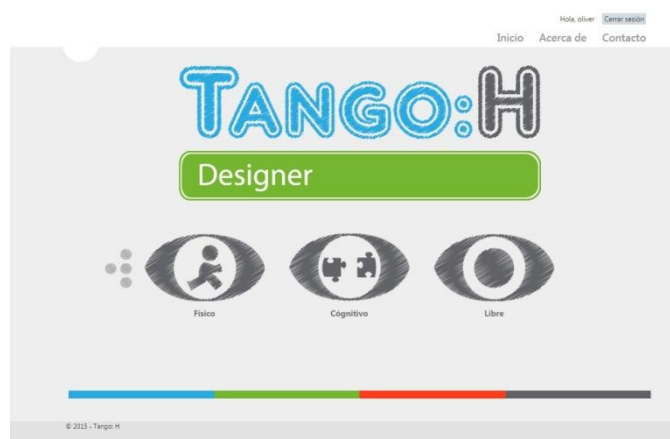 Hola, oliver Cerrar sesión
Inicio Acerca de Contacto
TANGO:H
Designer
Físico Cógnitivo Libre
© 2015 - Tango: H